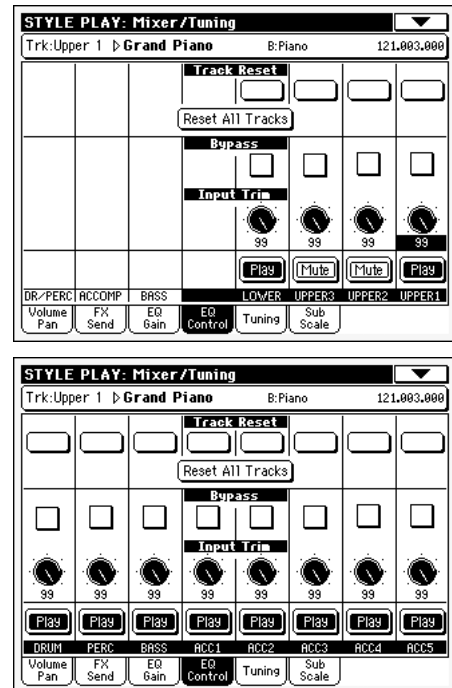 STYLE PLAY: Mixer/Tuning
Trk:Upper 1 ▷Grand Piano B:Piano 121.003.000
Track Reset
Reset All Tracks
Bypass
Input Trim
99 99 99 99
Play Mute Mute Play
DR/PERC ACCOMP BASS LOWER UPPER3 UPPER2 UPPER1
Volume Pan FX Send EQ Gain EQ Control Tuning Sub Scale
STYLE PLAY: Mixer/Tuning
Trk:Upper 1 ▷Grand Piano B:Piano 121.003.000
Track Reset
Reset All Tracks
Bypass
Input Trim
99 99 99 99 99 99 99 99
Play Play Play Play Play Play Play Play
DRUM PERC BASS ACC1 ACC2 ACC3 ACC4 ACC5
Volume Pan FX Send EQ Gain EQ Control Tuning Sub Scale